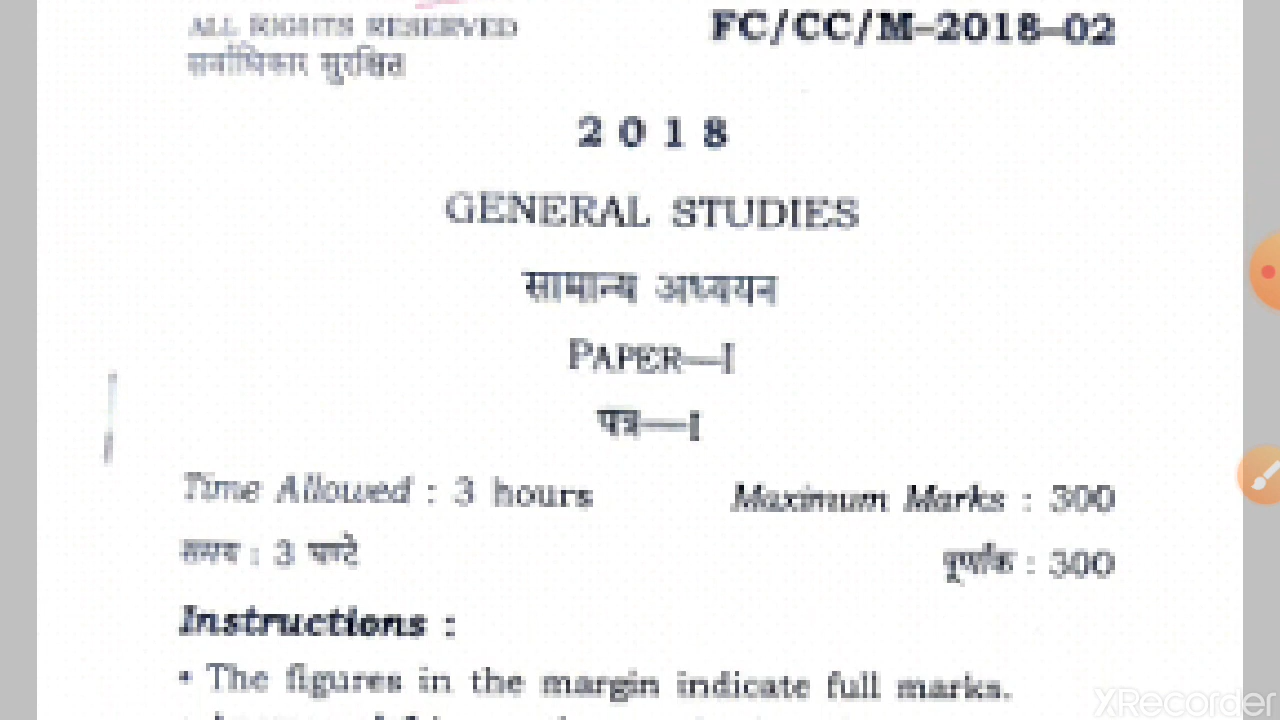 ALL RIGHTS RESERVED
FC/CC/M–2018–02
सर्वाधिकार सुरक्षित
2018
GENERAL STUDIES
सामान्य अध्ययन
PAPER—I
पत्र—I
Time Allowed : 3 hours
Maximum Marks : 300
समय : 3 घण्टे
पूर्णांक : 300
Instructions :
• The figures in the margin indicate full marks.
XRecorder